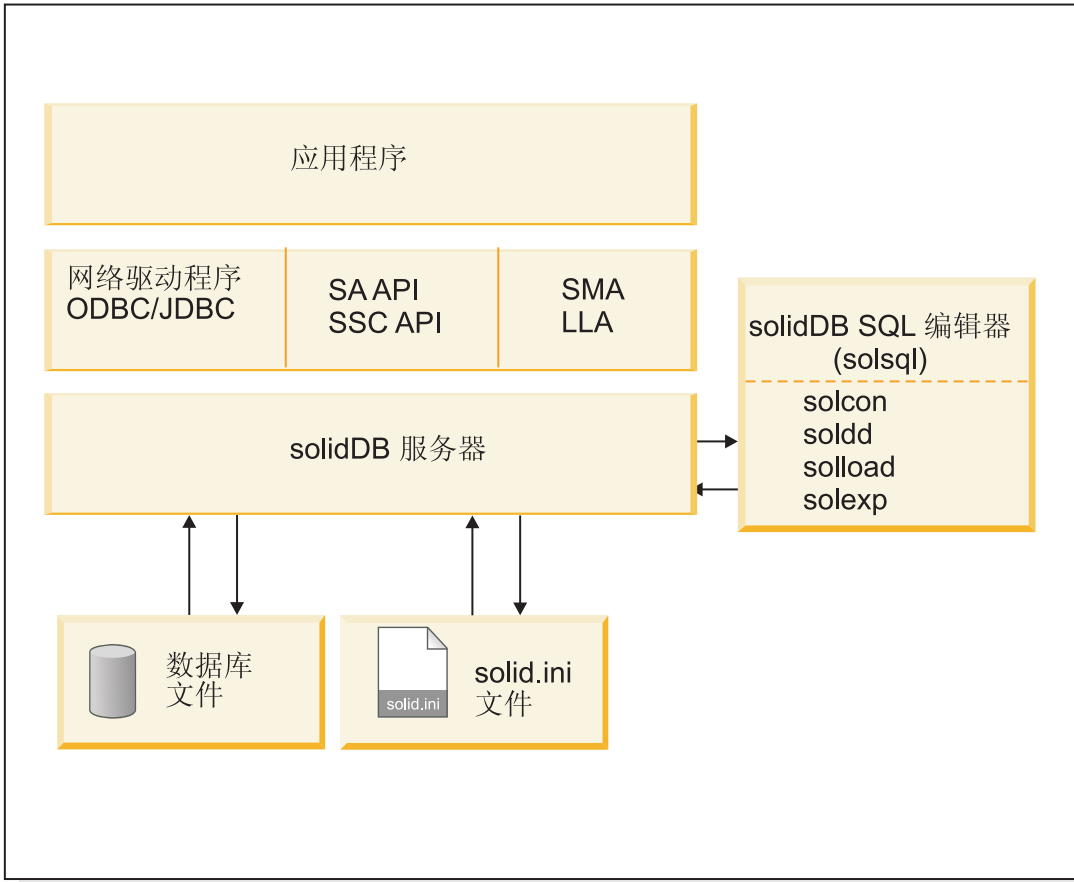 应用程序
网络驱动程序
ODBC/JDBC
SA API
SSC API
SMA
LLA
solidDB SQL 编辑器
(solsql)
solcon
soldd
solload
solexp
solidDB 服务器
数据库
文件
solid.ini
solid.ini
文件